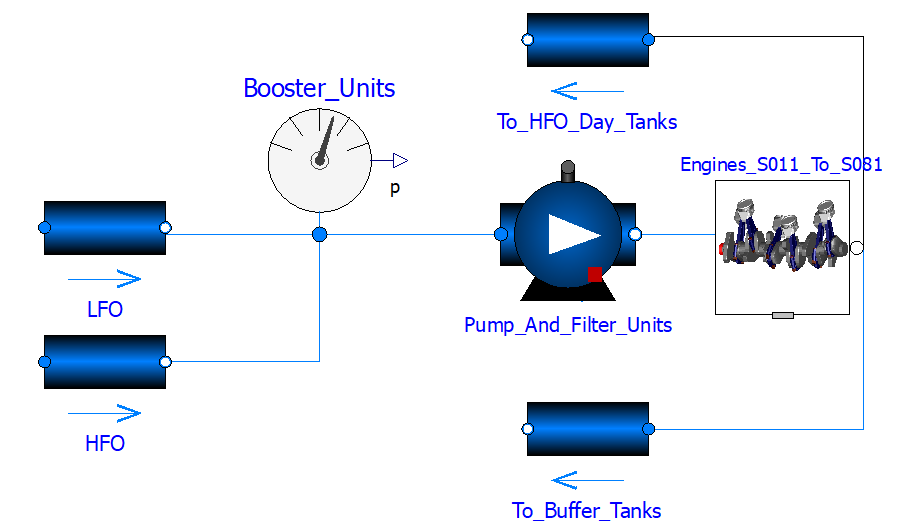 To_HFO_Day_Tanks
Booster_Units
p
Engines_S011_To_S081
LFO
Pump_And_Filter_Units
HFO
To_Buffer_Tanks